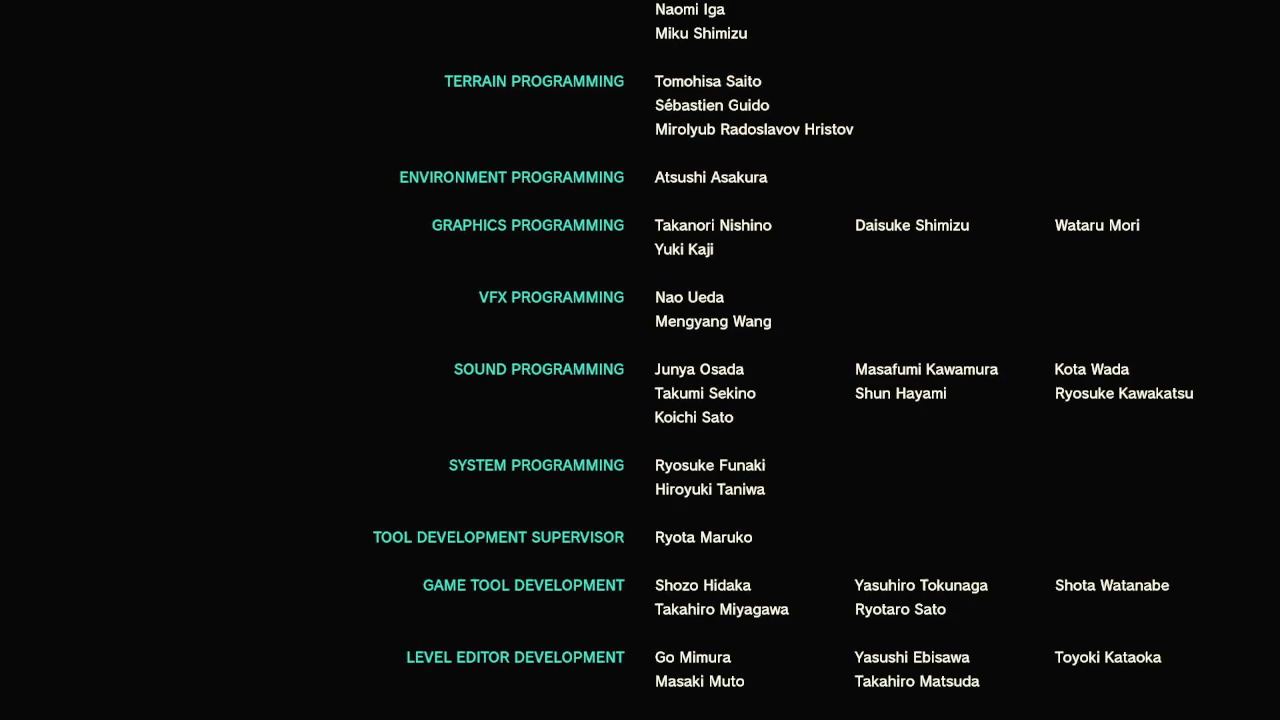 Naomi Iga
Miku Shimizu
TERRAIN PROGRAMMING Tomohisa Saito
Sébastien Guido
Mirolyub Radoslavov Hristov
ENVIRONMENT PROGRAMMING Atsushi Asakura
GRAPHICS PROGRAMMING Takanori Nishino Daisuke Shimizu Wataru Mori
Yuki Kaji
VFX PROGRAMMING Nao Ueda
Mengyang Wang
SOUND PROGRAMMING Junya Osada Masafumi Kawamura Kota Wada
Takumi Sekino Shun Hayami Ryosuke Kawakatsu
Koichi Sato
SYSTEM PROGRAMMING Ryosuke Funaki
Hiroyuki Taniwa
TOOL DEVELOPMENT SUPERVISOR Ryota Maruko
GAME TOOL DEVELOPMENT Shozo Hidaka Yasuhiro Tokunaga Shota Watanabe
Takahiro Miyagawa Ryotaro Sato
LEVEL EDITOR DEVELOPMENT Go Mimura Yasushi Ebisawa Toyoki Kataoka
Masaki Muto Takahiro Matsuda